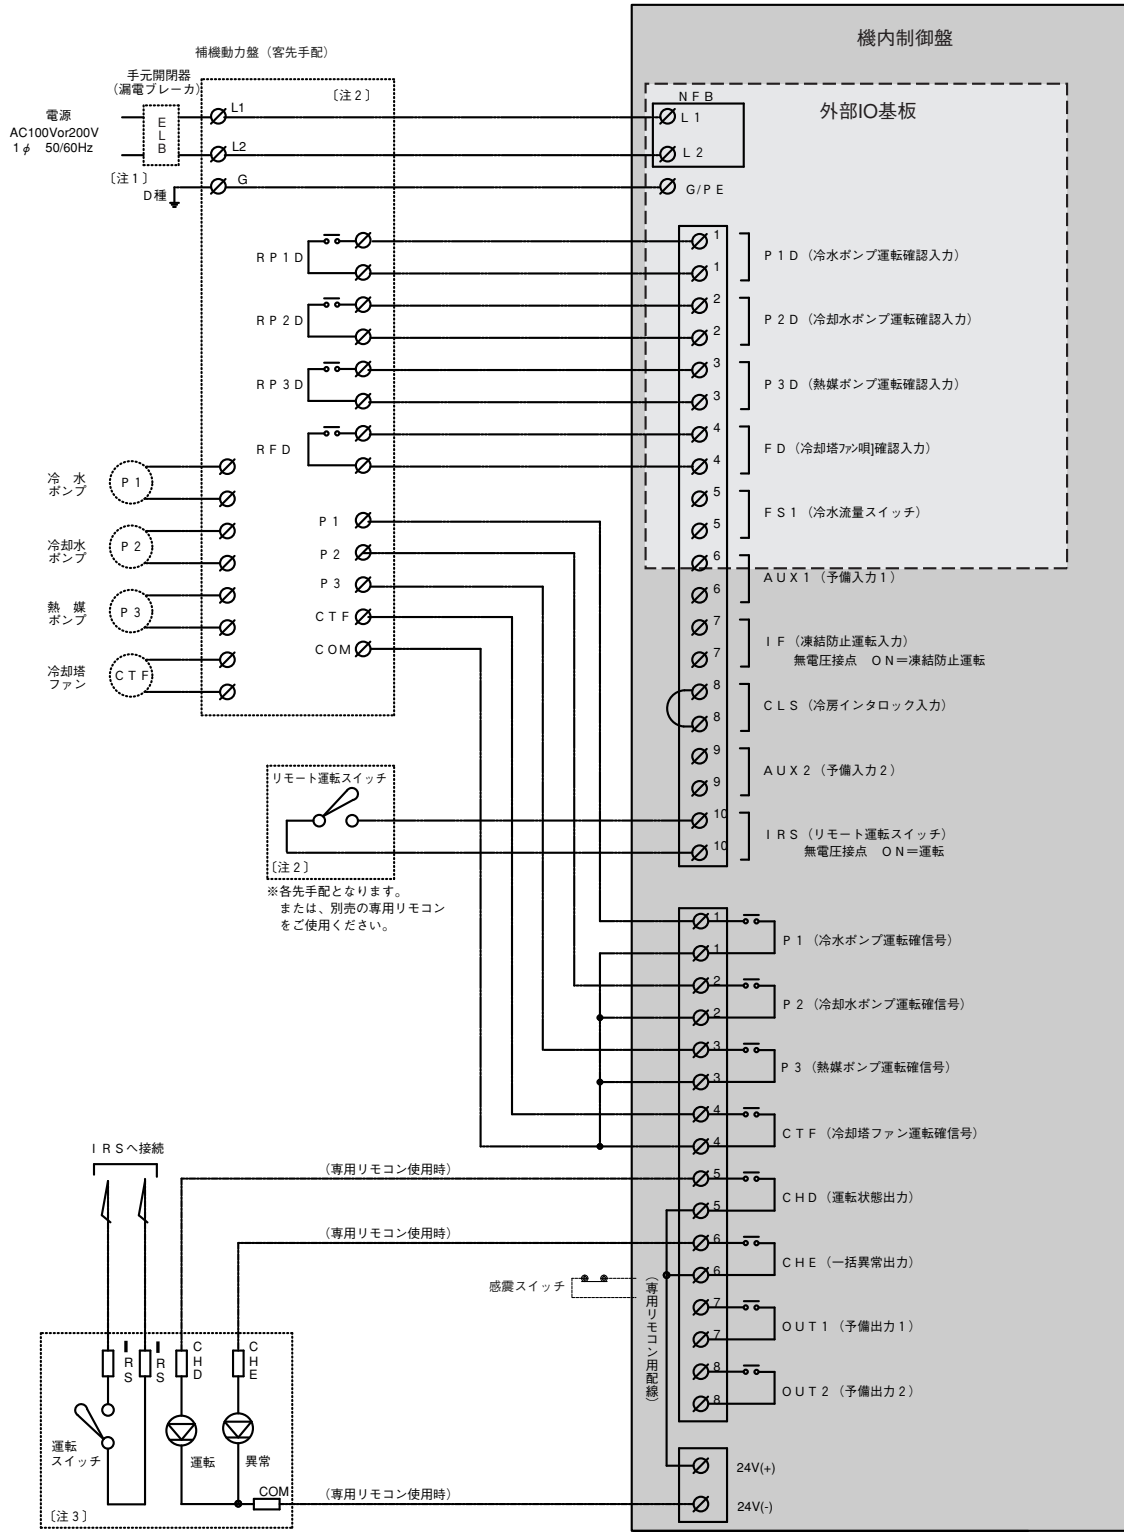 機内制御盤
補機動力盤（客先手配）
手元開閉器
（漏電ブレーカ）
〔注２〕
電源
AC100Vor200V
1φ 50/60Hz
ELB
L1
L2
G
〔注１〕
D種
NFB
L1
L2
G/PE
外部IO基板
RP1D
RP2D
RP3D
RFD
1
1
P1D（冷水ポンプ運転確認入力）
2
2
P2D（冷却水ポンプ運転確認入力）
3
3
P3D（熱媒ポンプ運転確認入力）
4
4
FD（冷却塔ファン唄]確認入力）
5
5
FS1（冷水流量スイッチ）
6
6
AUX1（予備入力1）
7
7
IF（凍結防止運転入力）
無電圧接点　ON＝凍結防止運転
8
8
CLS（冷房インタロック入力）
9
9
AUX2（予備入力2）
10
10
IRS（リモート運転スイッチ）
無電圧接点　ON＝運転
冷 水
ポンプ
P1
冷却水
ポンプ
P2
熱 媒
ポンプ
P3
冷却塔
ファン
CTF
P1
P2
P3
CTF
COM
リモート運転スイッチ
〔注２〕
※各先手配となります。
または、別売の専用リモコン
をご使用ください。
1
1
P1（冷水ポンプ運転確信号）
2
2
P2（冷却水ポンプ運転確信号）
3
3
P3（熱媒ポンプ運転確信号）
4
4
CTF（冷却塔ファン運転確信号）
5
5
CHD（運転状態出力）
6
6
CHE（一括異常出力）
7
7
OUT1（予備出力1）
8
8
OUT2（予備出力2）
24V(+)
24V(-)
IRSへ接続
（専用リモコン使用時）
（専用リモコン使用時）
感震スイッチ
（専用リモコン用配線）
IRS
IRS
CHD
CHE
運転
スイッチ
運転
異常
COM
（専用リモコン使用時）
〔注３〕